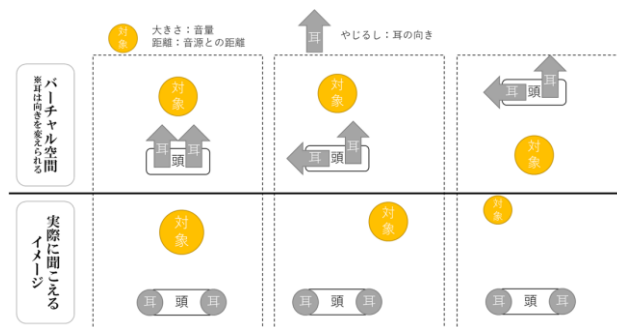 対象
大きさ：音量
距離：音源との距離
耳
やじるし：耳の向き
バーチャル空間
※耳は向きを変えられる
対象
耳 頭 耳
対象
耳 頭 耳
耳 頭 耳
対象
実際に聞こえる
イメージ
対象
耳 頭 耳
対象
耳 頭 耳
対象
耳 頭 耳